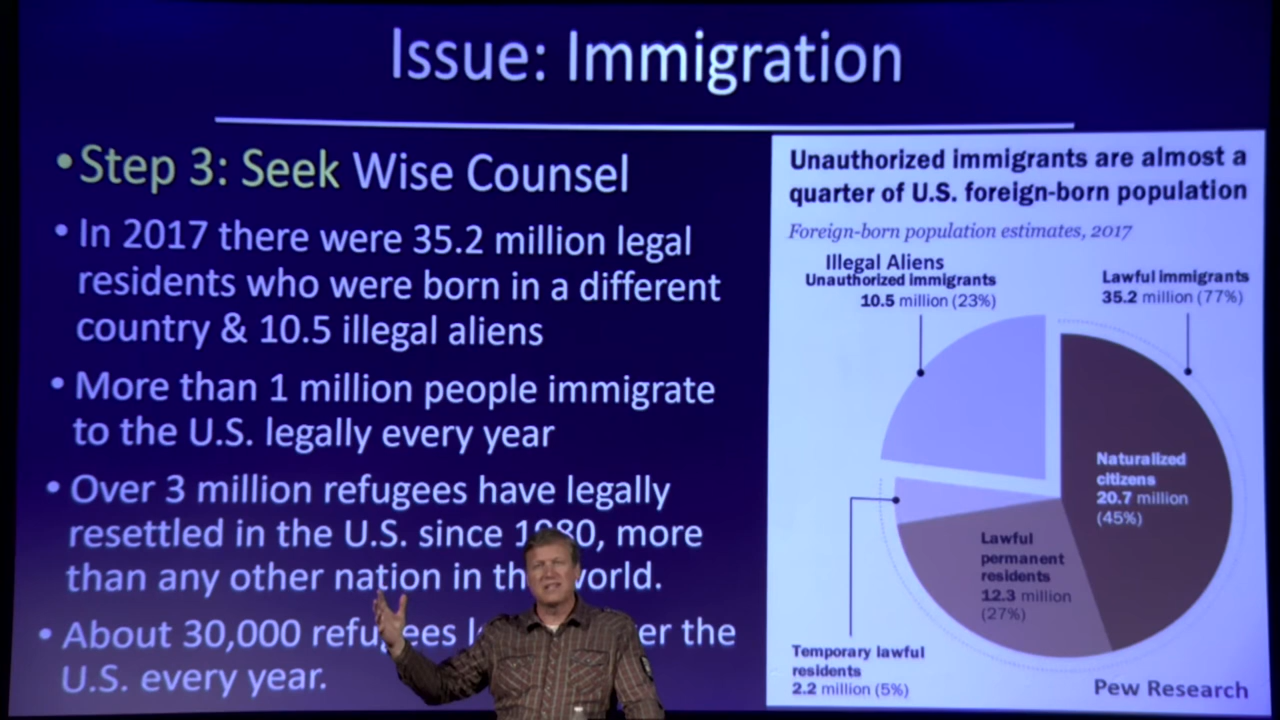 Issue: Immigration
•Step 3: Seek Wise Counsel
• In 2017 there were 35.2 million legal
residents who were born in a different
country & 10.5 illegal aliens
• More than 1 million people immigrate
to the U.S. legally every year
• Over 3 million refugees have legally
resettled in the U.S. since 1980, more
than any other nation in the world.
• About 30,000 refugees the
U.S. every year.
Unauthorized immigrants are almost a
quarter of U.S. foreign-born population
Foreign-born population estimates, 2017
Illegal Aliens
Unauthorized immigrants
10.5 million (23%)
Lawful immigrants
35.2 million (77%)
Naturalized
citizens
20.7 million
(45%)
Lawful
permanent
residents
12.3 million
(27%)
Temporary lawful
residents
2.2 million (5%)
Pew Research